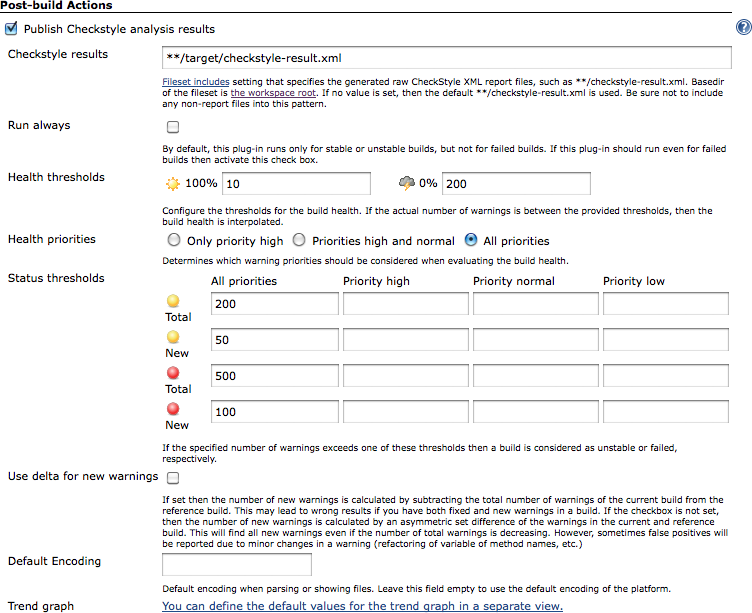 Post-build Actions
Publish Checkstyle analysis results
Checkstyle results
**/target/checkstyle-result.xml
Fileset includes setting that specifies the generated raw CheckStyle XML report files, such as **/checkstyle-result.xml. Basedir
of the fileset is the workspace root. If no value is set, then the default **/checkstyle-result.xml is used. Be sure not to include
any non-report files into this pattern.
Run always
By default, this plug-in runs only for stable or unstable builds, but not for failed builds. If this plug-in should run even for failed
builds then activate this check box.
Health thresholds
100% 10 0% 200
Configure the thresholds for the build health. If the actual number of warnings is between the provided thresholds, then the
build health is interpolated.
Health priorities
Only priority high Priorities high and normal All priorities
Determines which warning priorities should be considered when evaluating the build health.
Status thresholds
All priorities Priority high Priority normal Priority low
200
Total
50
New
500
Total
100
New
If the specified number of warnings exceeds one of these thresholds then a build is considered as unstable or failed,
respectively.
Use delta for new warnings
If set then the number of new warnings is calculated by subtracting the total number of warnings of the current build from the
reference build. This may lead to wrong results if you have both fixed and new warnings in a build. If the checkbox is not set,
then the number of new warnings is calculated by an asymmetric set difference of the warnings in the current and reference
build. This will find all new warnings even if the number of total warnings is decreasing. However, sometimes false positives will
be reported due to minor changes in a warning (refactoring of variable of method names, etc.)
Default Encoding
Default encoding when parsing or showing files. Leave this field empty to use the default encoding of the platform.
Trend graph
You can define the default values for the trend graph in a separate view.